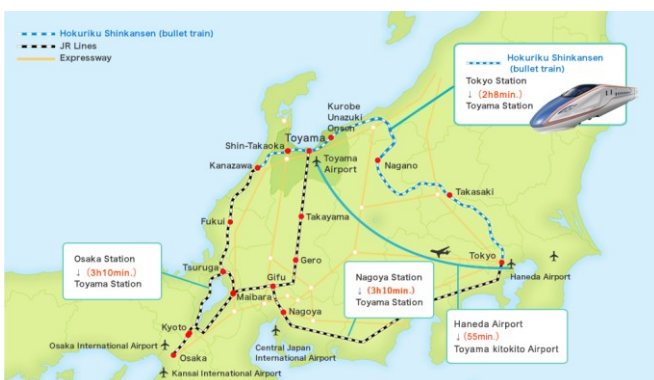 Hokuriku Shinkansen (bullet train)
JR Lines
Expressway
Hokuriku Shinkansen
(bullet train)
Tokyo Station
↓ (2h8min.)
Toyama Station
Kurobe
Unazuki
Onsen
Toyama
Shin-Takaoka
Kanazawa
Toyama
Airport
Nagano
Takasaki
Fukui
Takayama
Osaka Station
↓ (3h10min.)
Toyama Station
Tsuruga
Gero
Gifu
Maibara
Nagoya
Nagoya Station
↓ (3h10min.)
Toyama Station
Tokyo
Haneda Airport
Haneda Airport
↓ (55min.)
Toyama kitokito Airport
Kyoto
Osaka International Airport
Osaka
Central Japan
International Airport
Kansai International Airport